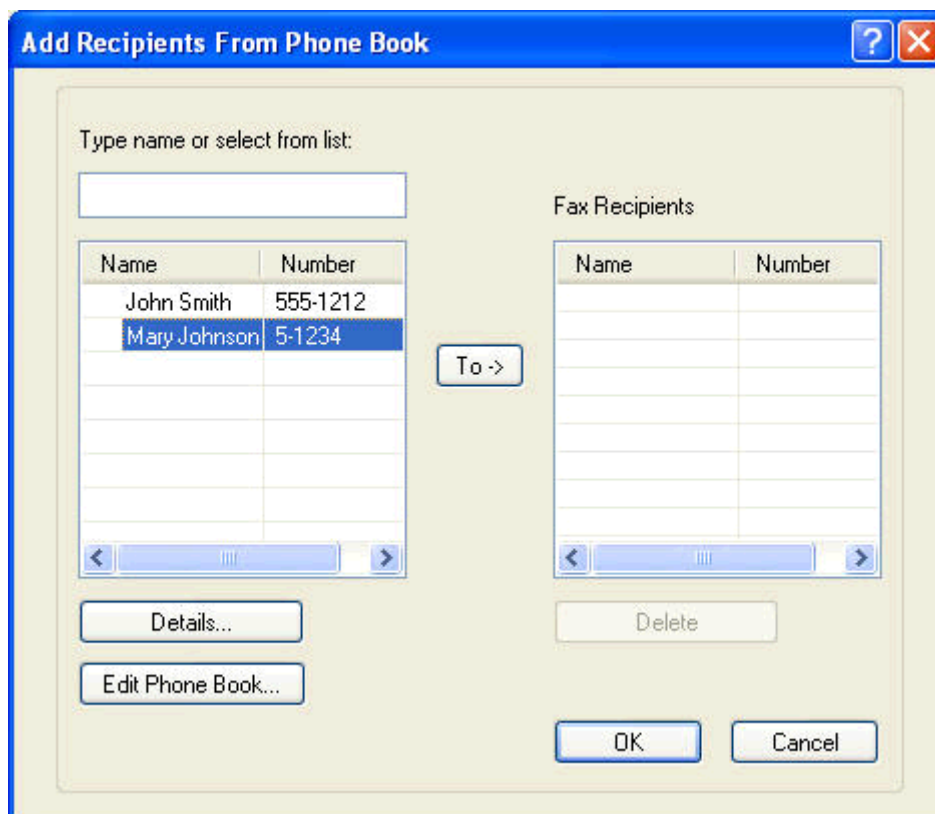 Add Recipients From Phone Book
Type name or select from list:
Name Number
John Smith 555-1212
Mary Johnson 5-1234
Details...
Edit Phone Book...
To ->
Fax Recipients
Name Number
Delete
OK Cancel